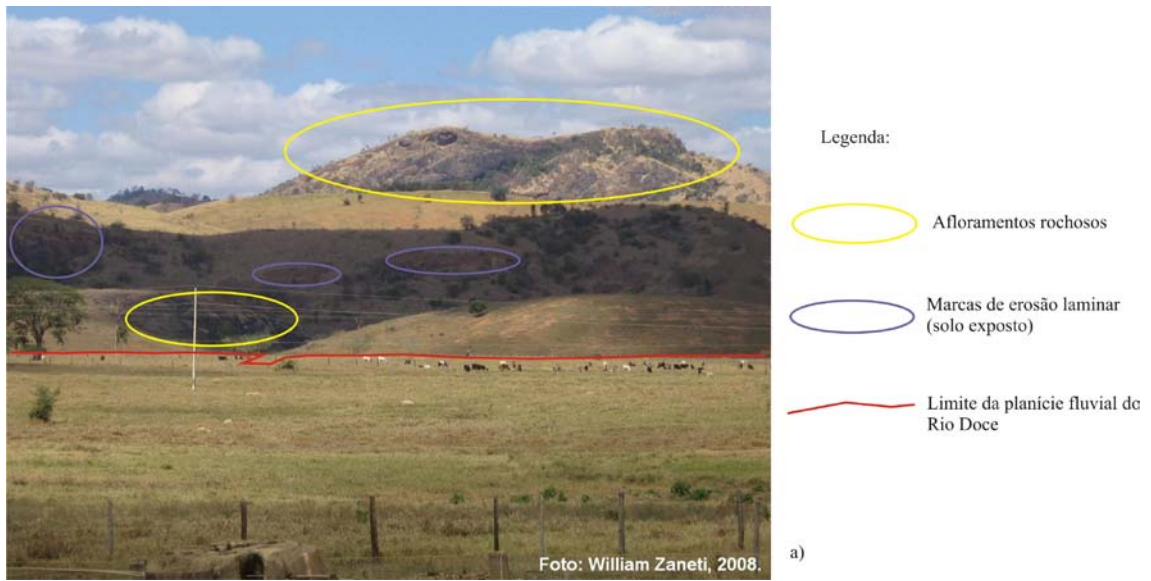 Legenda:
Afloramentos rochosos
Marcas de erosão laminar
(solo exposto)
Limite da planície fluvial do
Rio Doce
Foto: William Zaneti, 2008.
a)